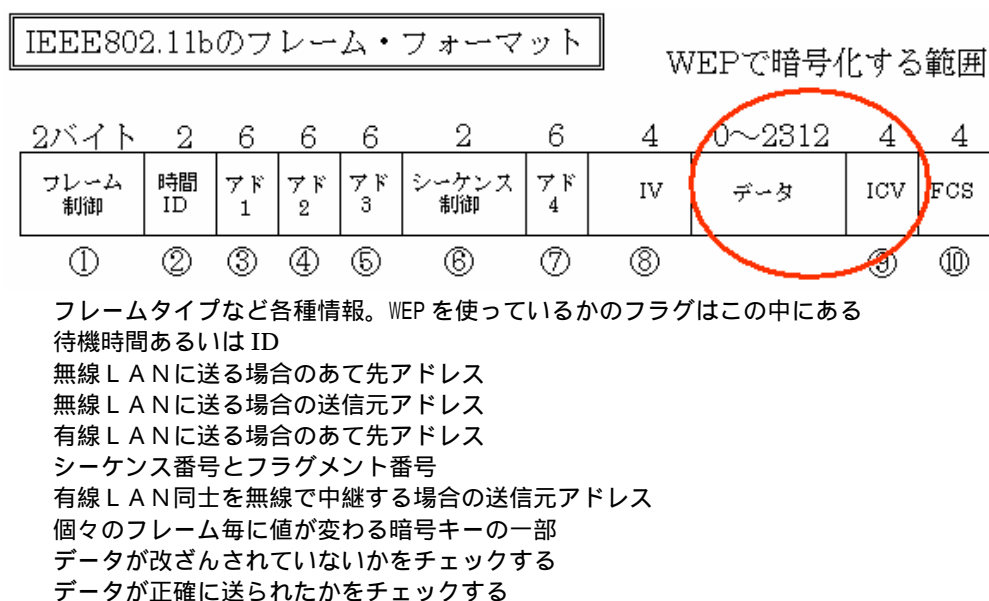 IEEE802.11bのフレーム・フォーマット
WEPで暗号化する範囲
2バイト 2 6 6 6 2 6 4 0～2312 4 4
フレーム制御 時間ID アド1 アド2 アド3 シーケンス制御 アド4 IV データ ICV FCS
① ② ③ ④ ⑤ ⑥ ⑦ ⑧ ⑨ ⑩
フレームタイプなど各種情報。WEPを使っているかのフラグはこの中にある
待機時間あるいはID
無線ＬＡＮに送る場合のあて先アドレス
無線ＬＡＮに送る場合の送信元アドレス
有線ＬＡＮに送る場合のあて先アドレス
シーケンス番号とフラグメント番号
有線ＬＡＮ同士を無線で中継する場合の送信元アドレス
個々のフレーム毎に値が変わる暗号キーの一部
データが改ざんされていないかをチェックする
データが正確に送られたかをチェックする